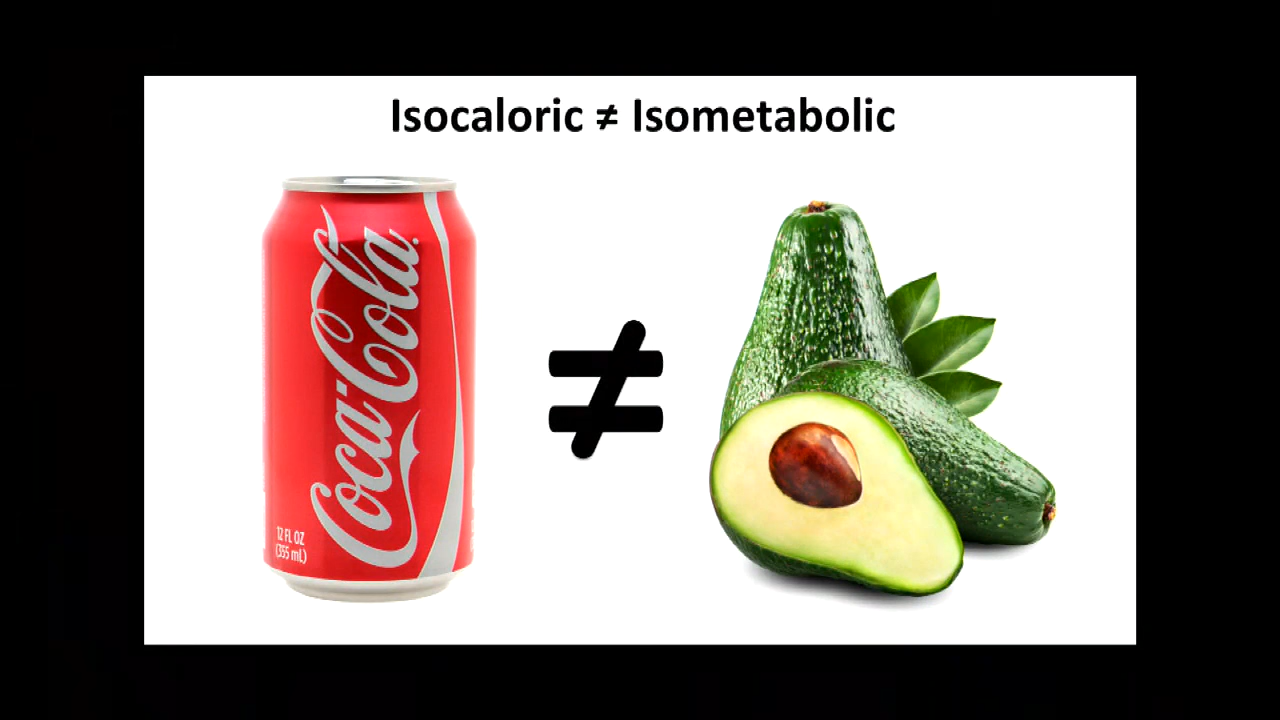 Isocaloric ≠ Isometabolic
Coca-Cola
≠
12 FL OZ
(355 mL)